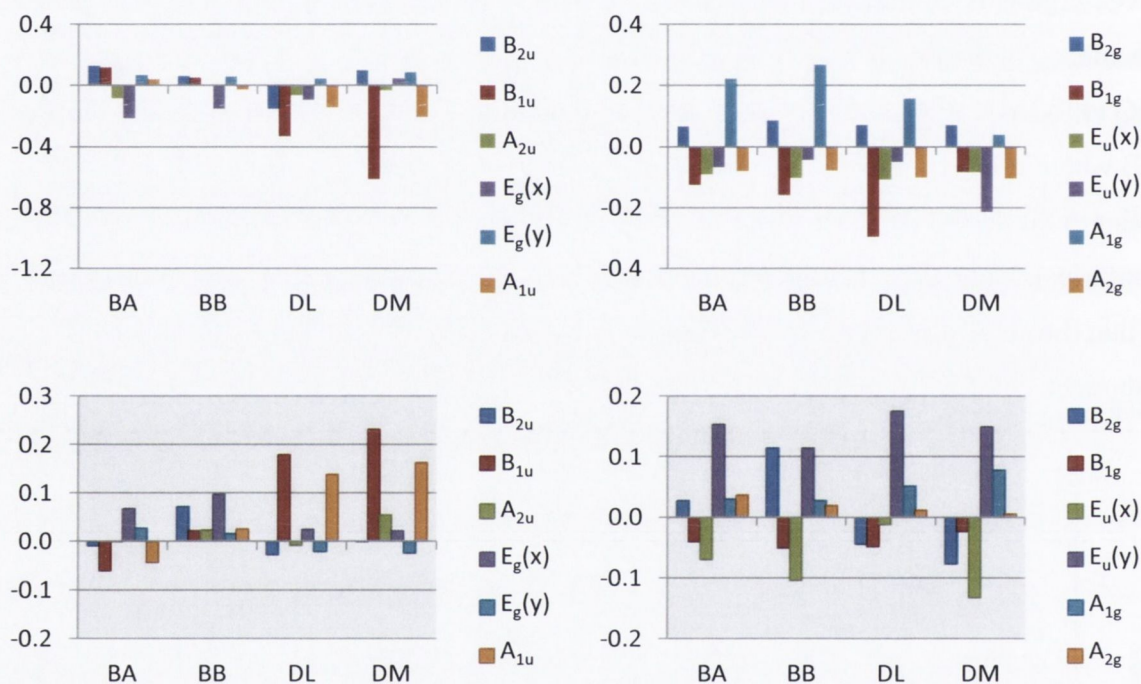 0.4
0.0
-0.4
-0.8
-1.2
BA BB DL DM
B2u
B1u
A2u
Eg(x)
Eg(y)
A1u
0.4
0.2
0.0
-0.2
-0.4
BA BB DL DM
B2g
B1g
Eu(x)
Eu(y)
A1g
A2g
0.3
0.2
0.1
0.0
-0.1
-0.2
BA BB DL DM
B2u
B1u
A2u
Eg(x)
Eg(y)
A1u
0.2
0.1
0.0
-0.1
-0.2
BA BB DL DM
B2g
B1g
Eu(x)
Eu(y)
A1g
A2g